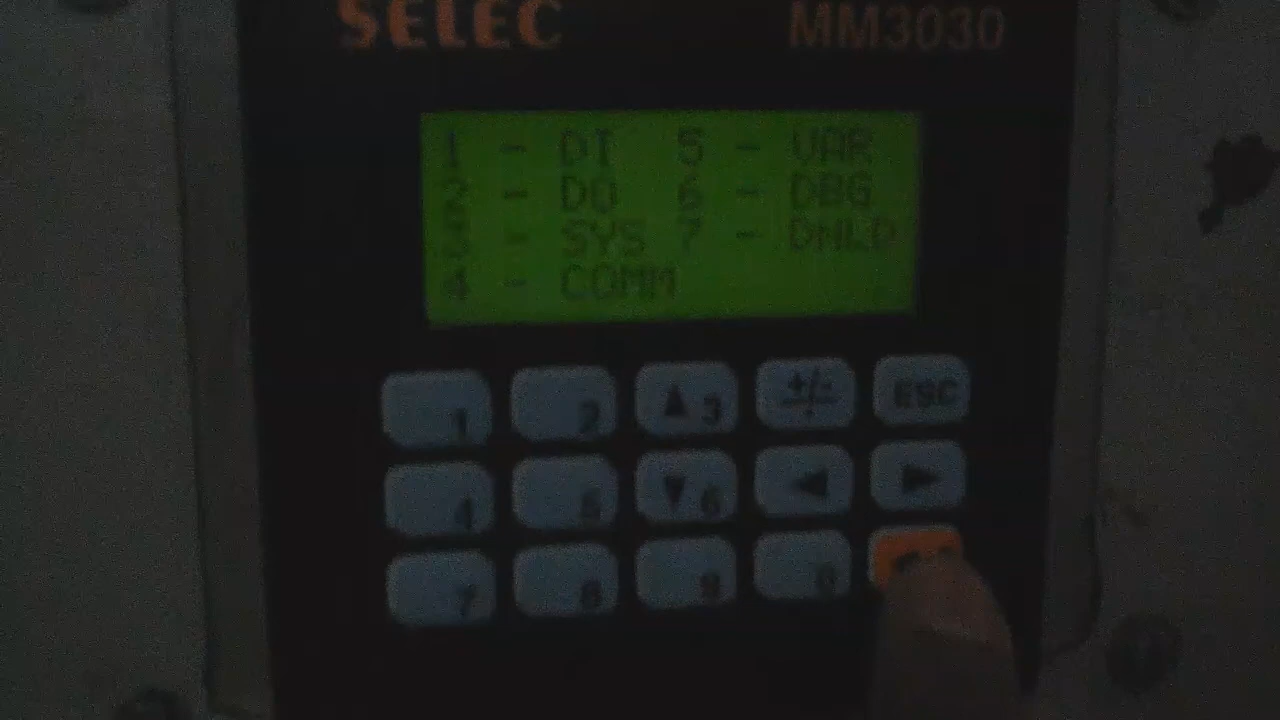 SELEC MM3030
1 - DI 5 - VAR
2 - DO 6 - DBG
3 - SYS 7 - DNLD
4 - COMM
1 2 ▲ 3 +/- . ESC
4 5 ▼ 6 ◀ ▶
7 8 9 0